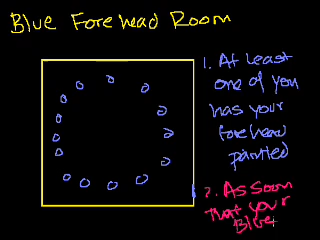 Blue Forehead Room
1. At least
one of you
has your
forehead
painted
2. As soon
that your
Blue